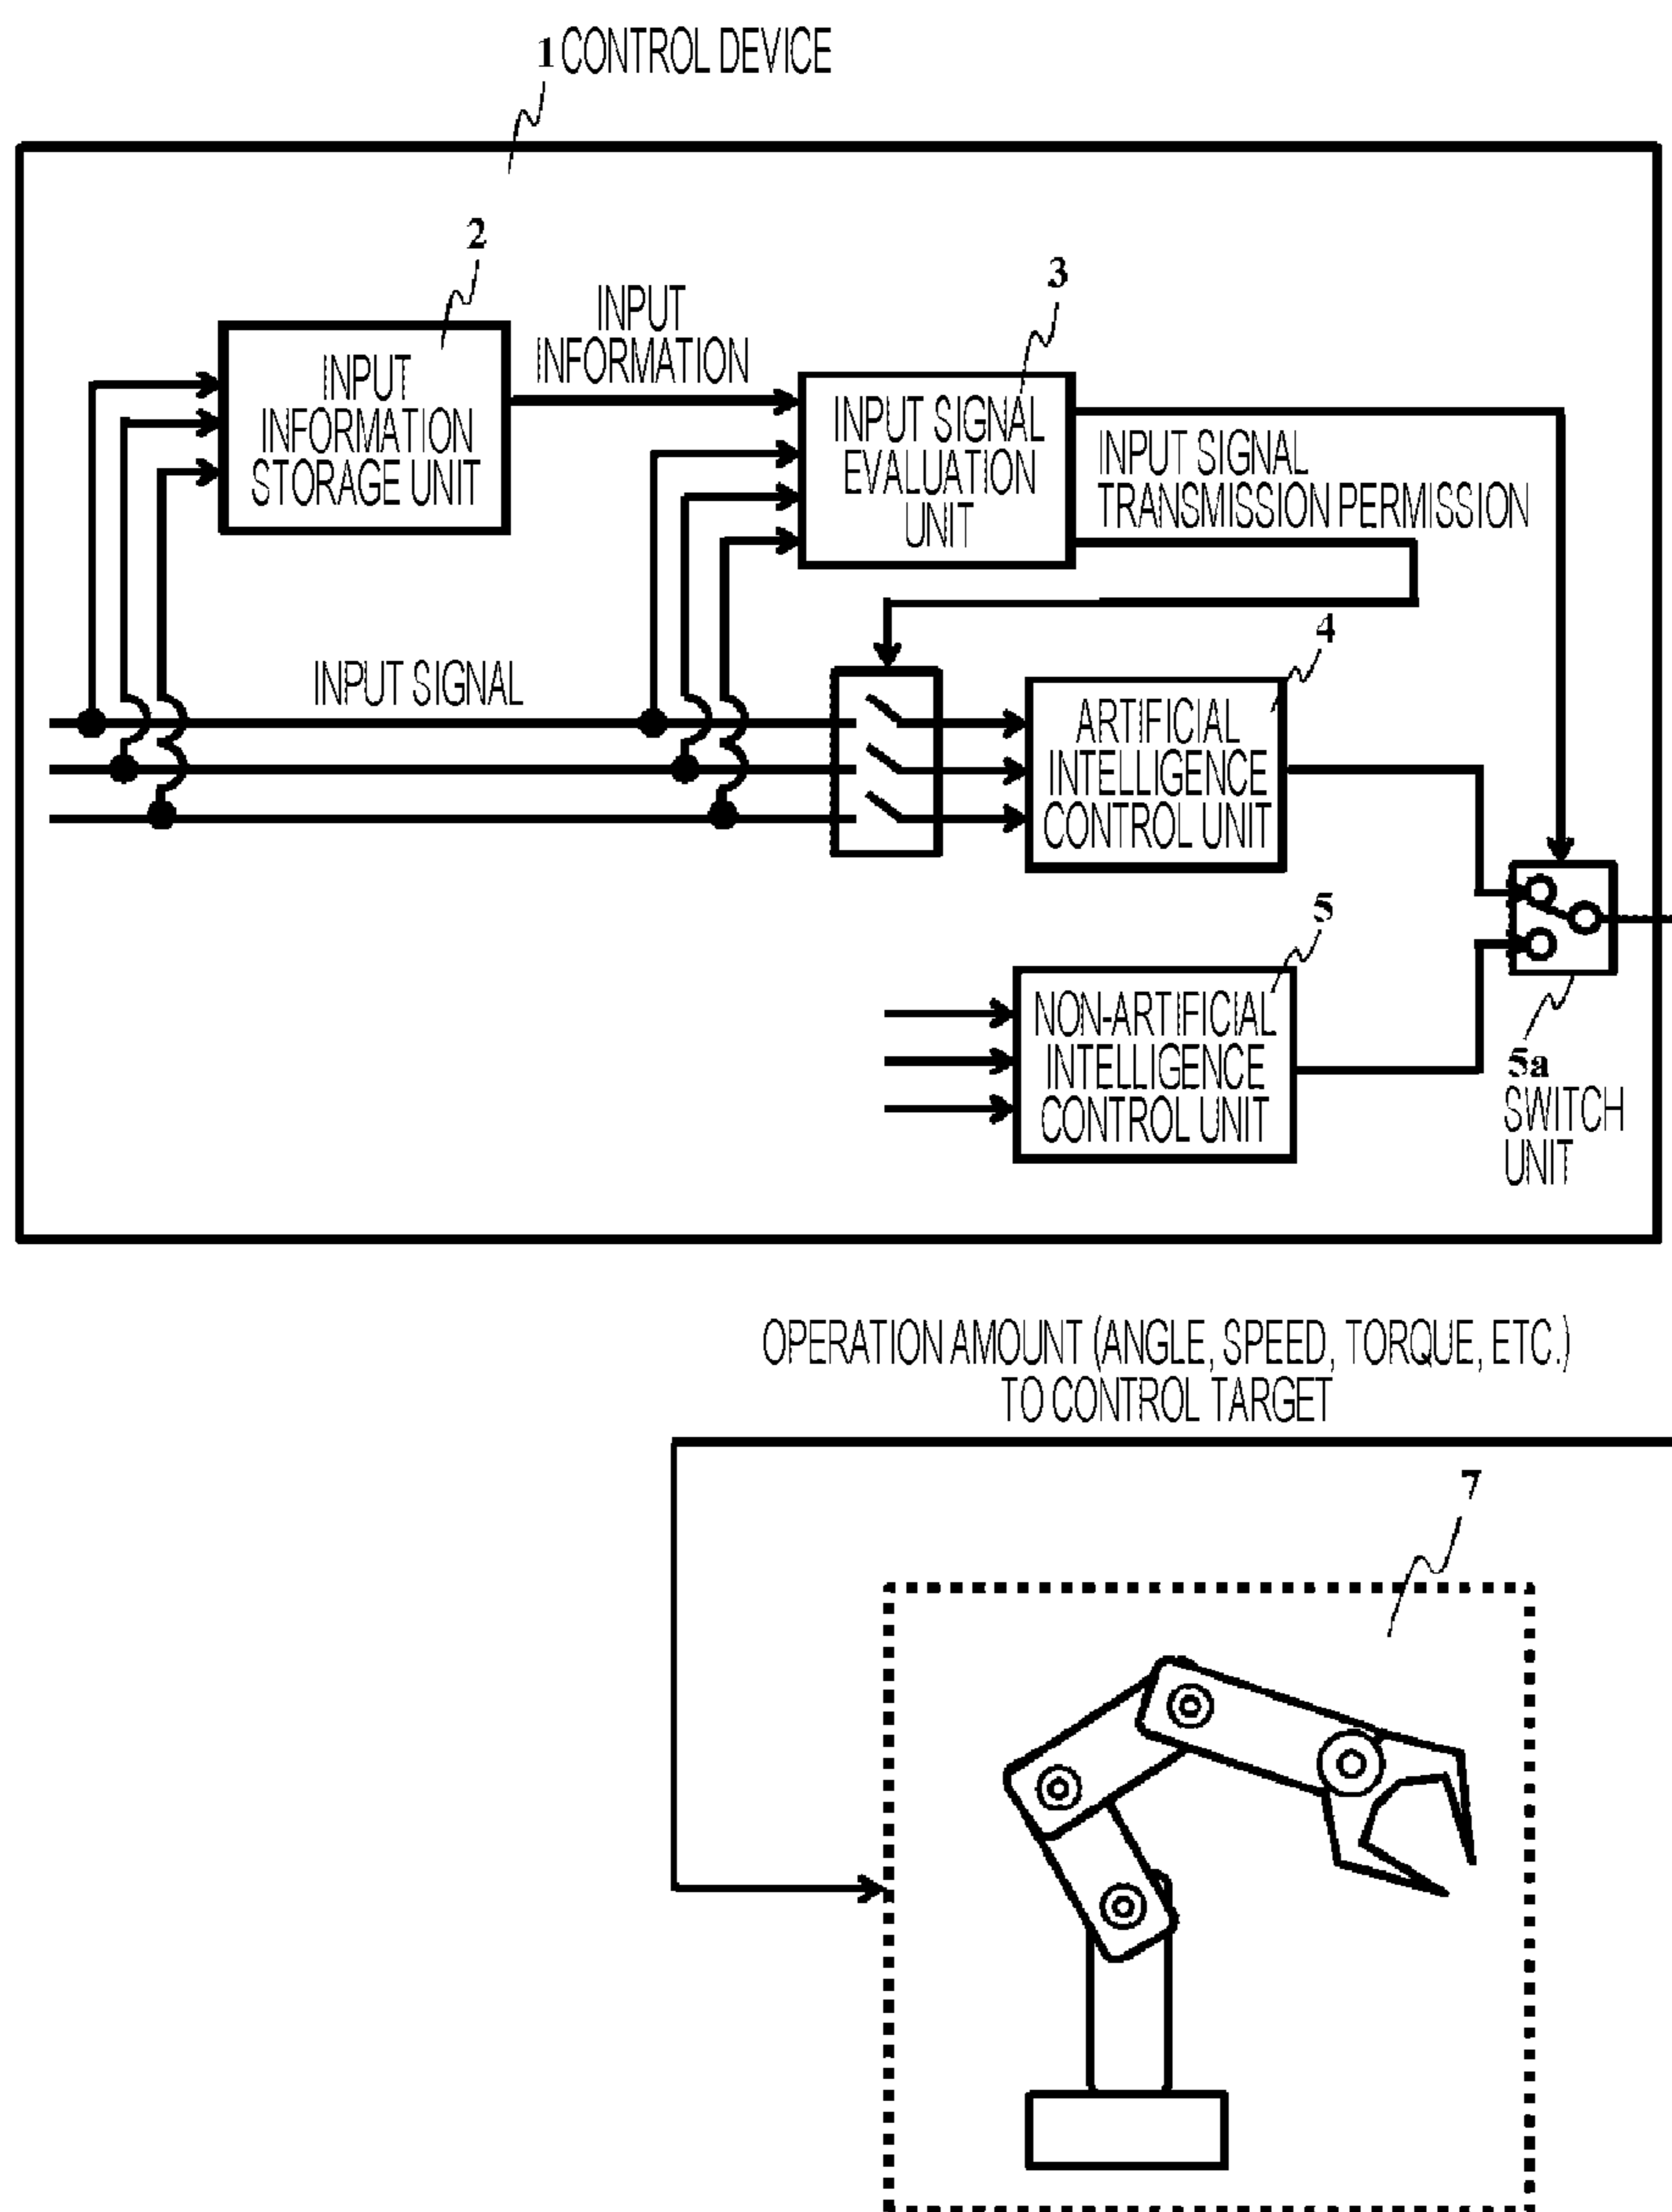 1 CONTROL DEVICE
2
INPUT
INFORMATION
3
INPUT
INFORMATION
STORAGE UNIT
INPUT SIGNAL
EVALUATION
UNIT
INPUT SIGNAL
TRANSMISSION PERMISSION
4
INPUT SIGNAL
ARTIFICIAL
INTELLIGENCE
CONTROL UNIT
5
NON-ARTIFICIAL
INTELLIGENCE
CONTROL UNIT
5a
SWITCH
UNIT
OPERATION AMOUNT (ANGLE, SPEED, TORQUE, ETC.)
TO CONTROL TARGET
7